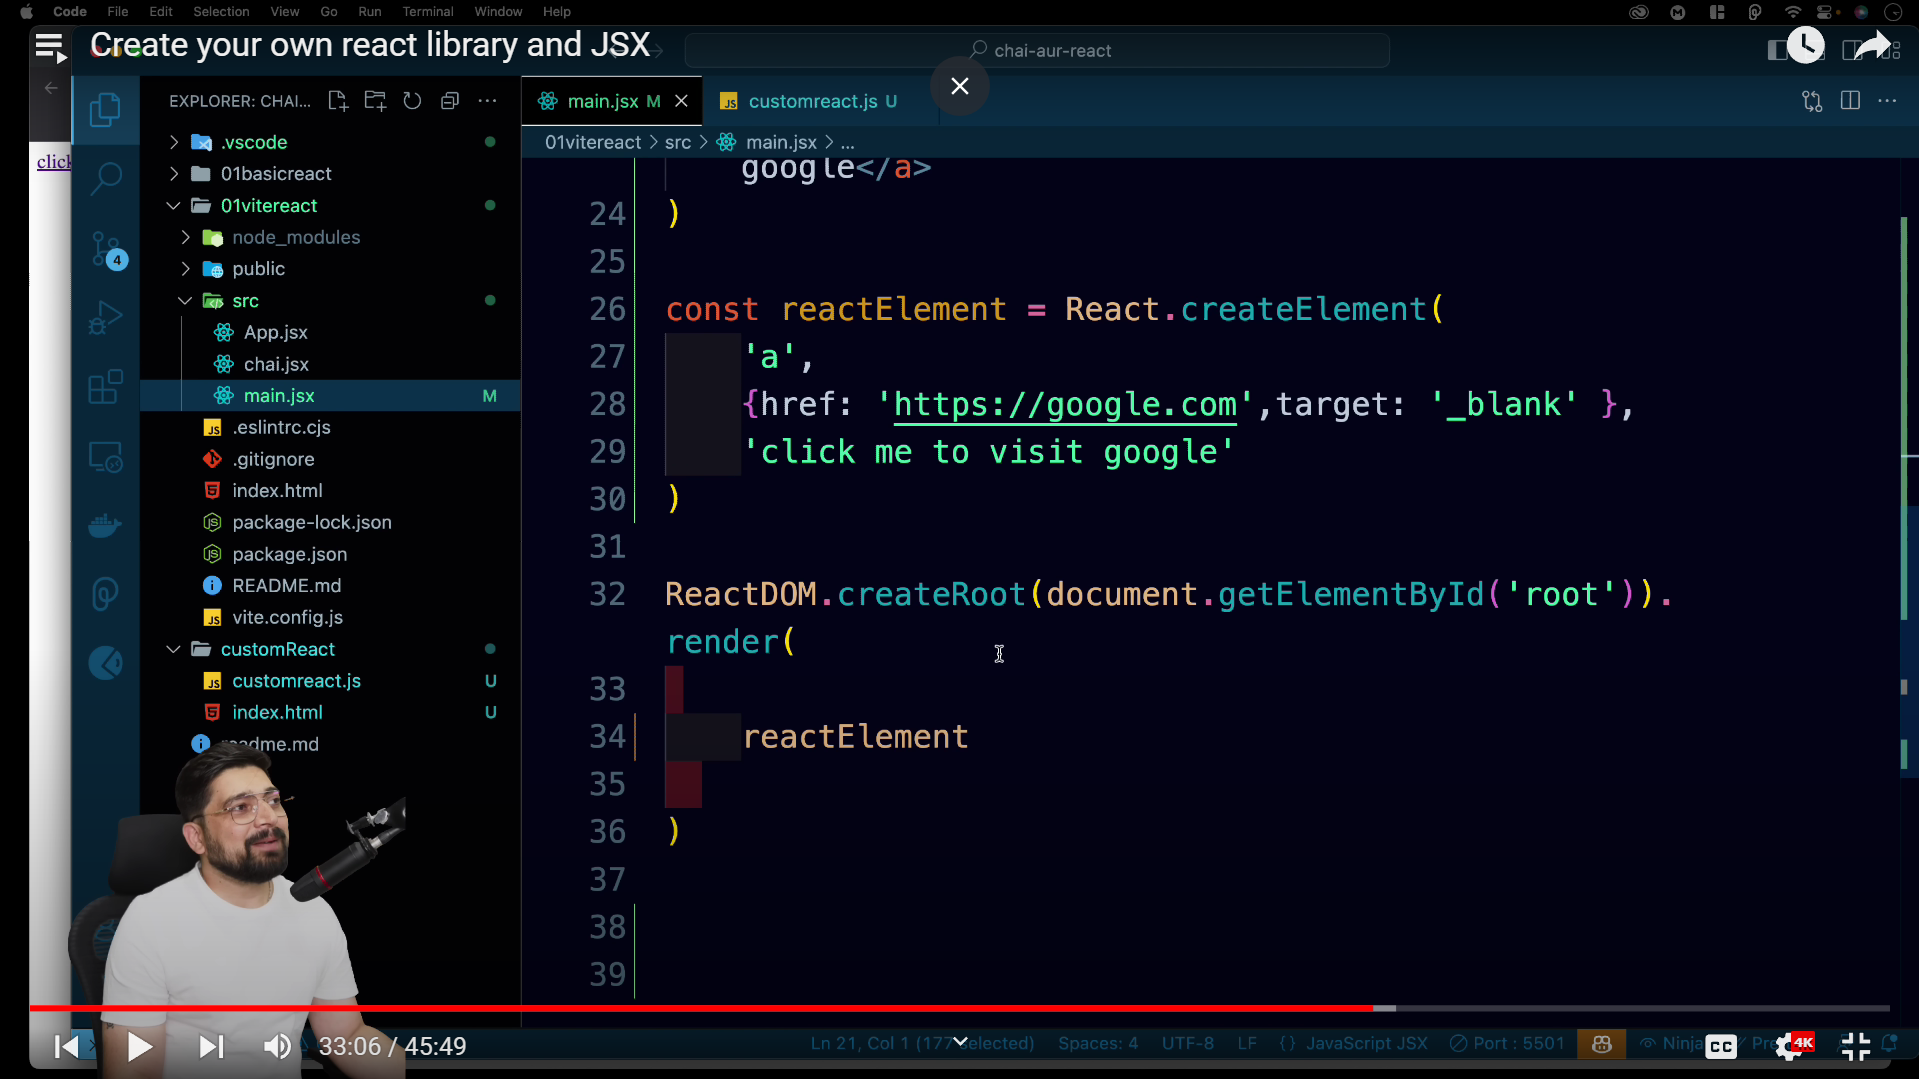 Code File Edit Selection View Go Run Terminal Window Help
Create your own react library and JSX
chai-aur-react
EXPLORER: CHAI...
main.jsx M
customreact.js U
01vitereact > src > main.jsx > ...
click
.vscode
01basicreact
01vitereact
node_modules
public
src
App.jsx
chai.jsx
main.jsx M
.eslintrc.cjs
.gitignore
index.html
package-lock.json
package.json
README.md
vite.config.js
customReact
customreact.js U
index.html U
readme.md
4
google</a>
24 )
25
26 const reactElement = React.createElement(
27 'a',
28 {href: 'https://google.com',target: '_blank' },
29 'click me to visit google'
30 )
31
32 ReactDOM.createRoot(document.getElementById('root')).
render(
33
34 reactElement
35
36 )
37
38
39
33:06 / 45:49
Ln 21, Col 1 (177 selected) Spaces: 4 UTF-8 LF {} JavaScript JSX Port : 5501 Ninja
CC
4K